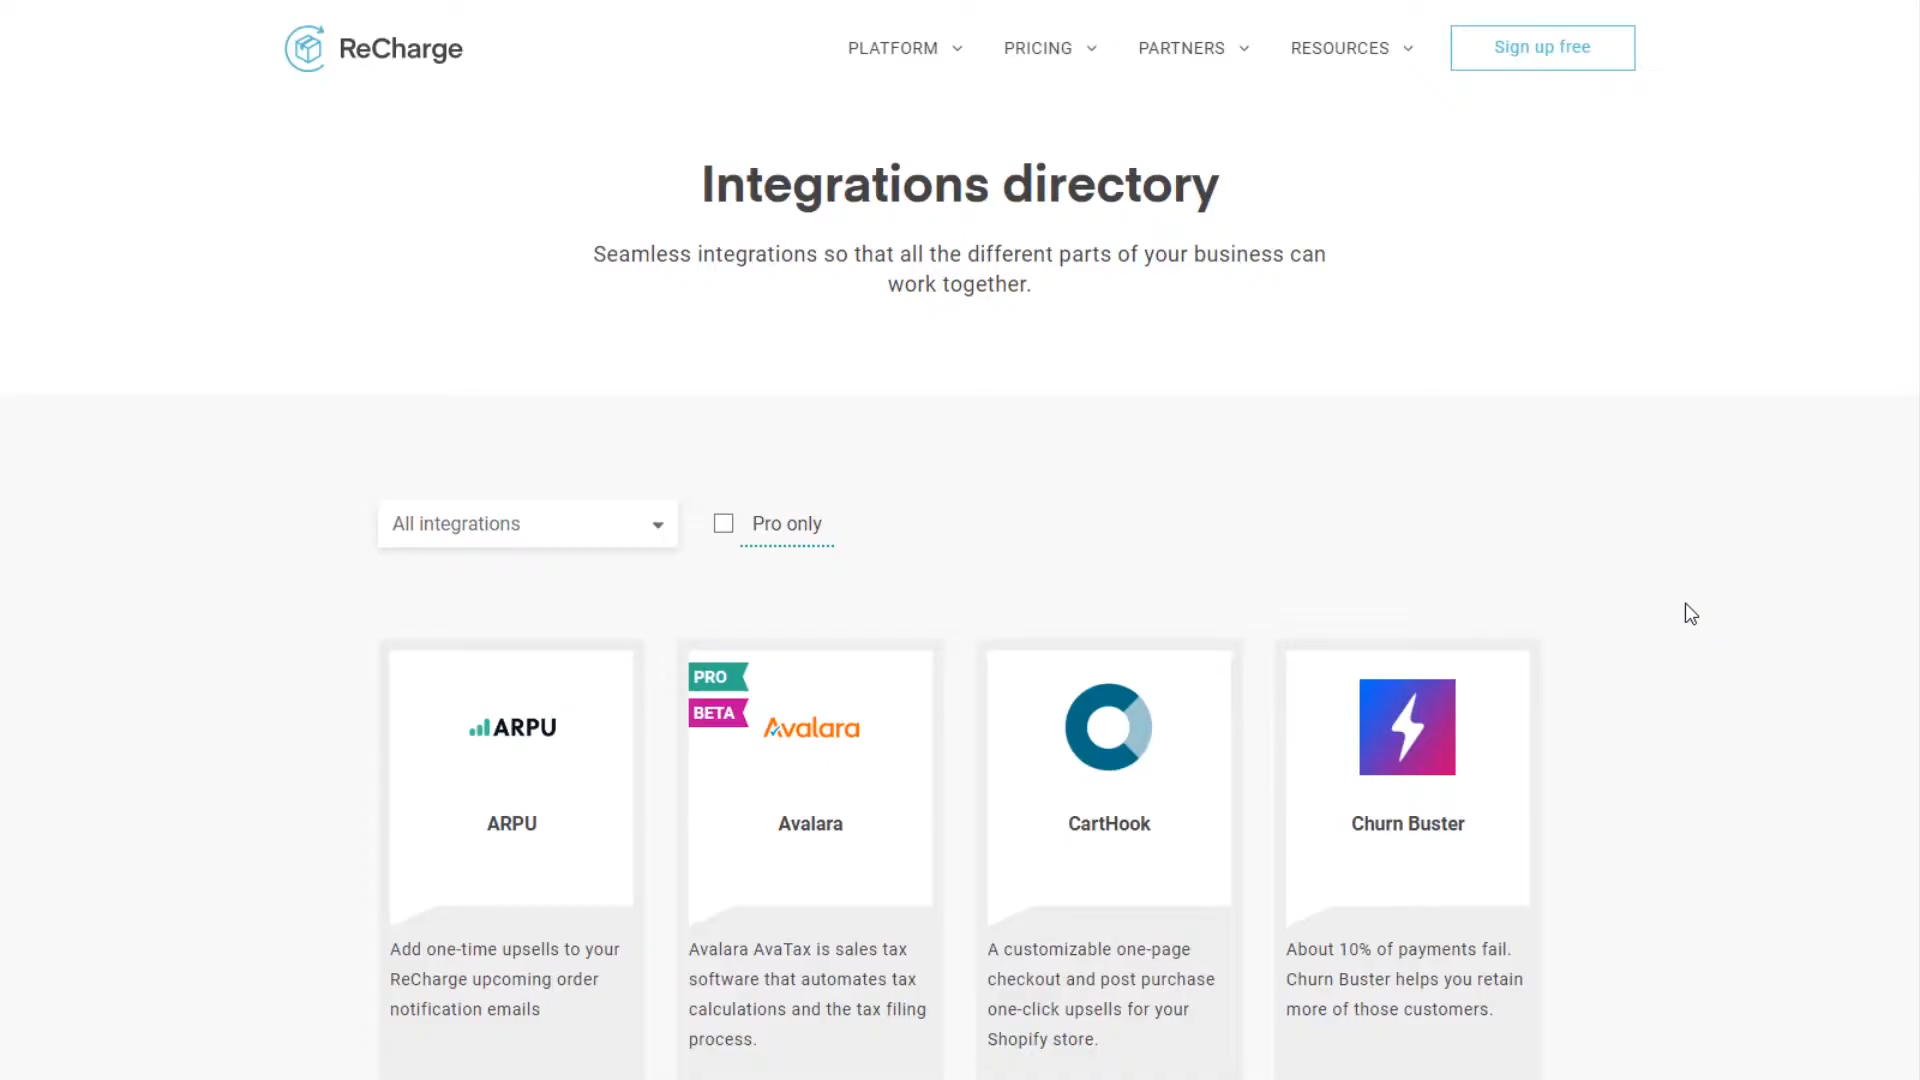 ReCharge
PLATFORM
PRICING
PARTNERS
RESOURCES
Sign up free
Integrations directory
Seamless integrations so that all the different parts of your business can
work together.
All integrations
Pro only
ARPU
ARPU
Add one-time upsells to your
ReCharge upcoming order
notification emails
PRO
BETA
Avalara
Avalara
Avalara AvaTax is sales tax
software that automates tax
calculations and the tax filing
process.
CartHook
A customizable one-page
checkout and post purchase
one-click upsells for your
Shopify store.
Churn Buster
About 10% of payments fail.
Churn Buster helps you retain
more of those customers.